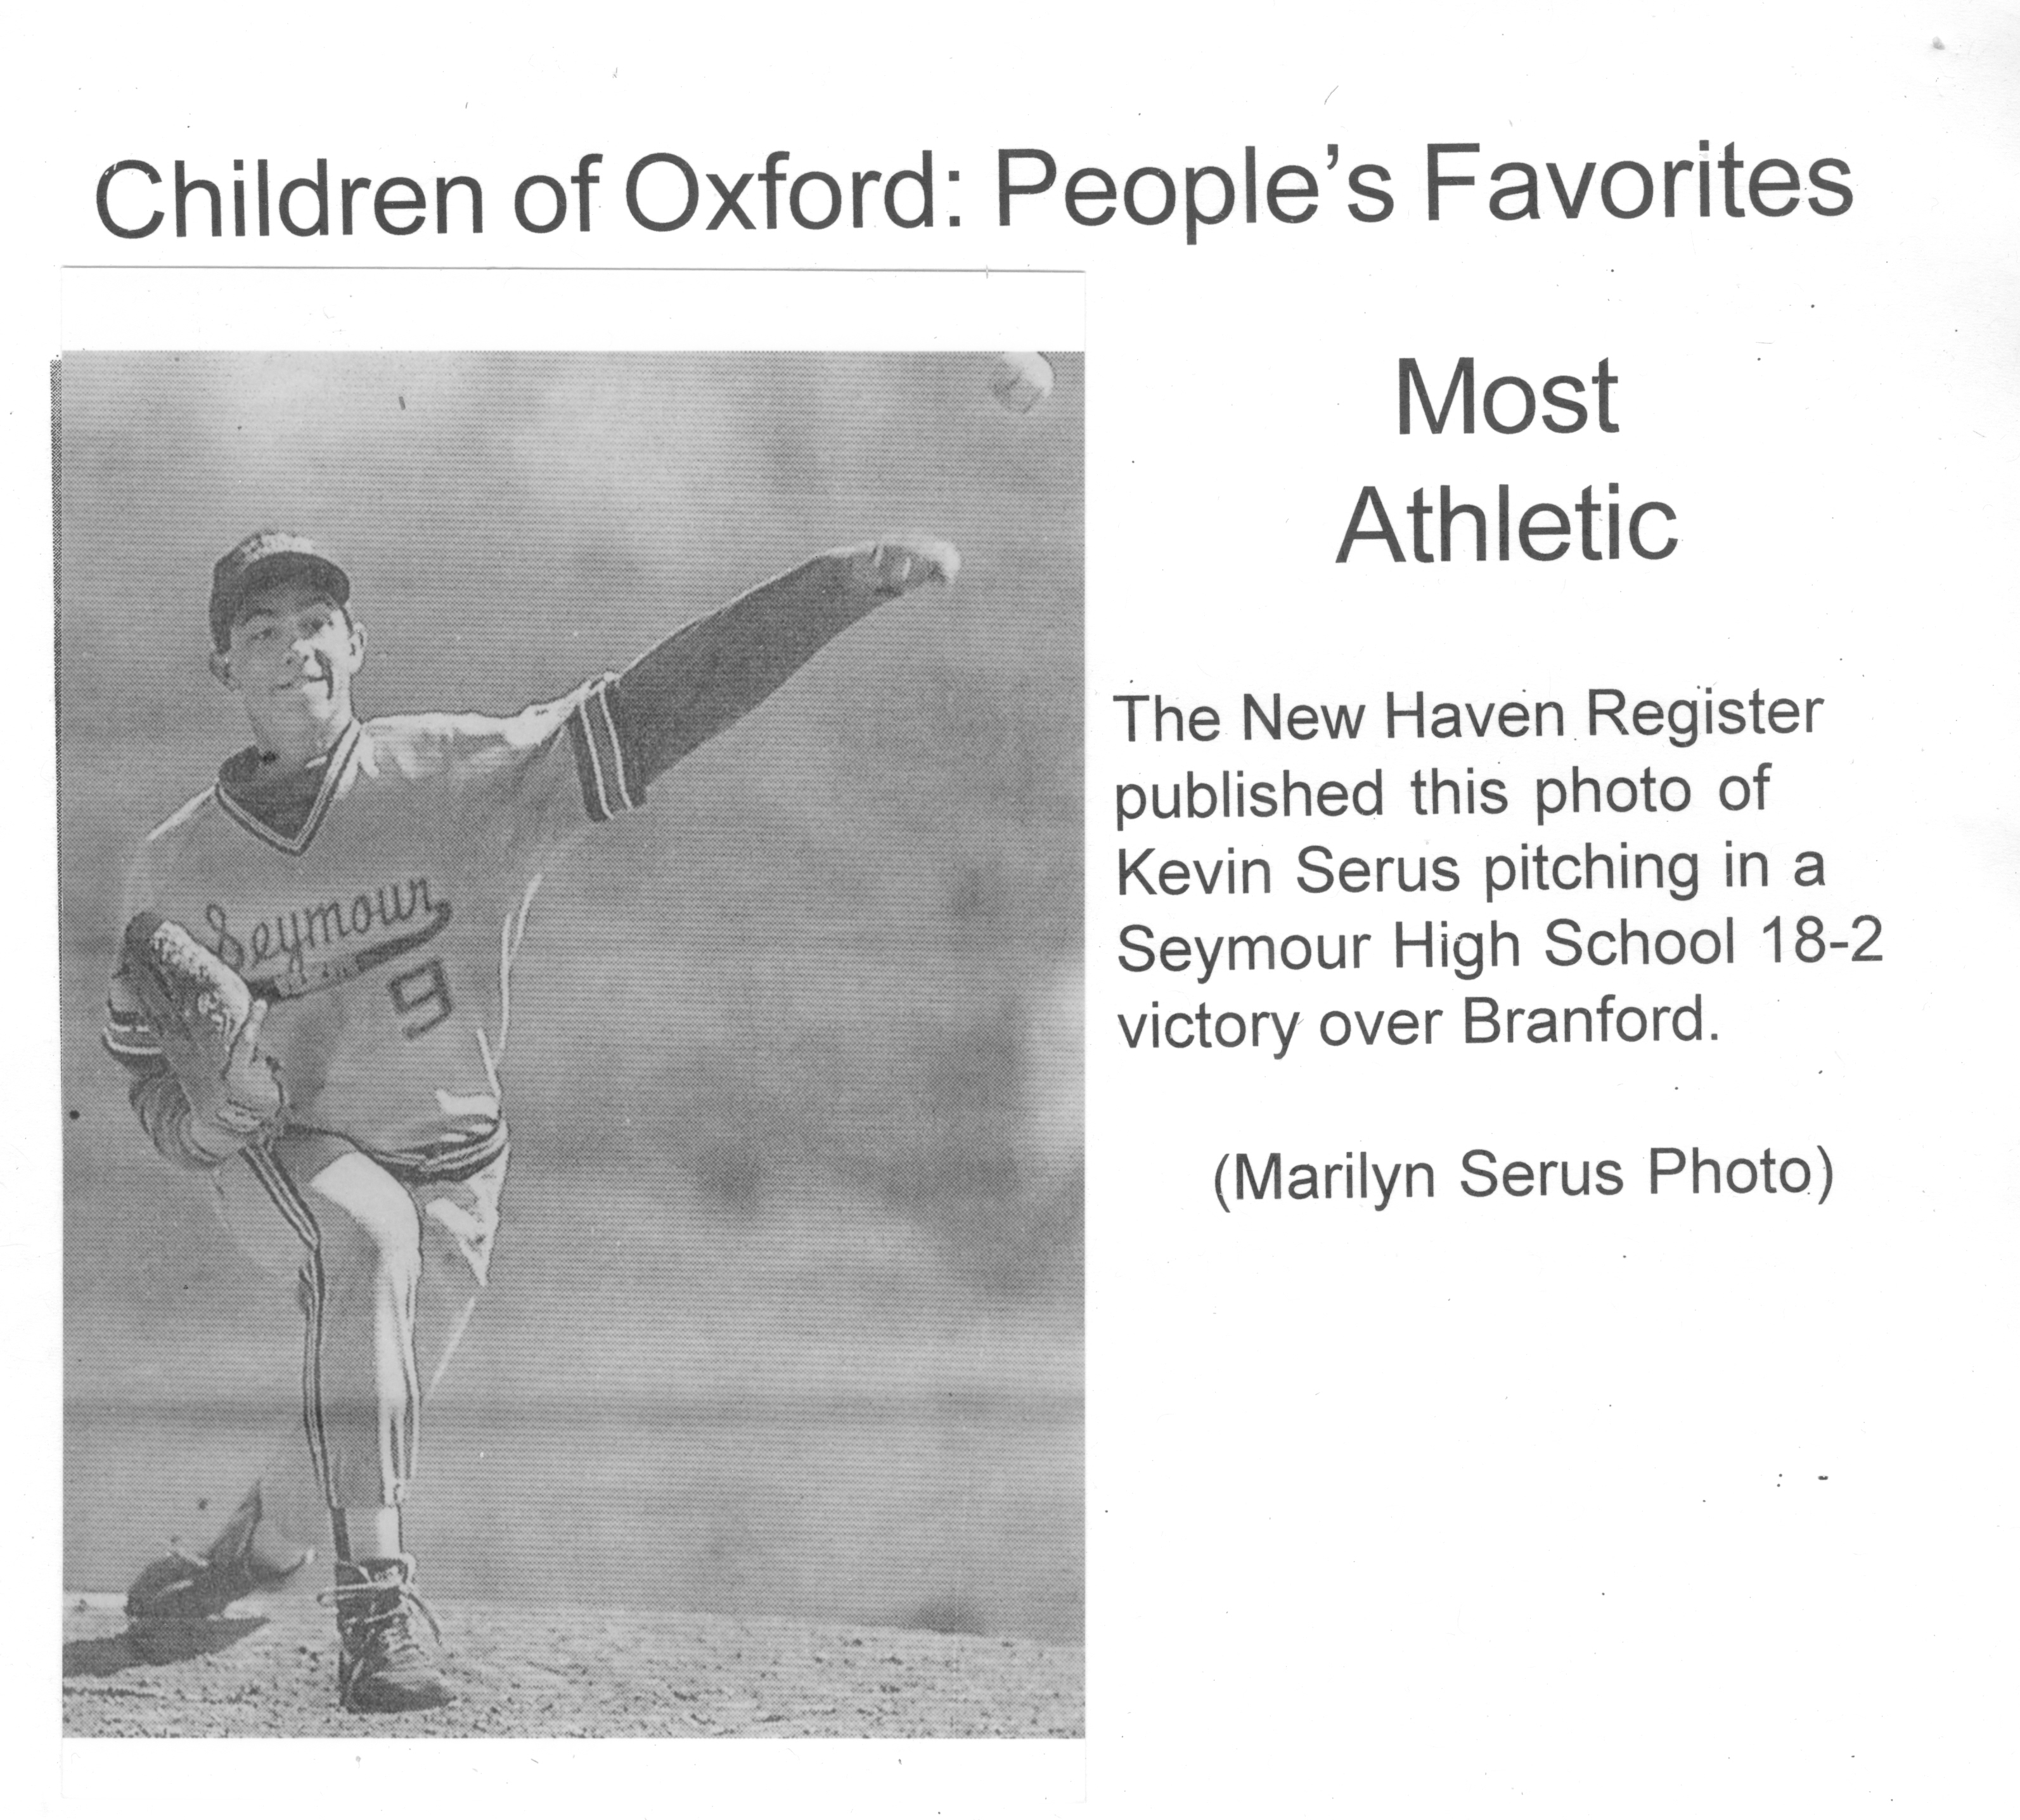 Children of Oxford: People's Favorites
Most
Athletic
The New Haven Register
published this photo of
Kevin Serus pitching in a
Seymour High School 18-2
victory over Branford.
(Marilyn Serus Photo)
Seymour
9